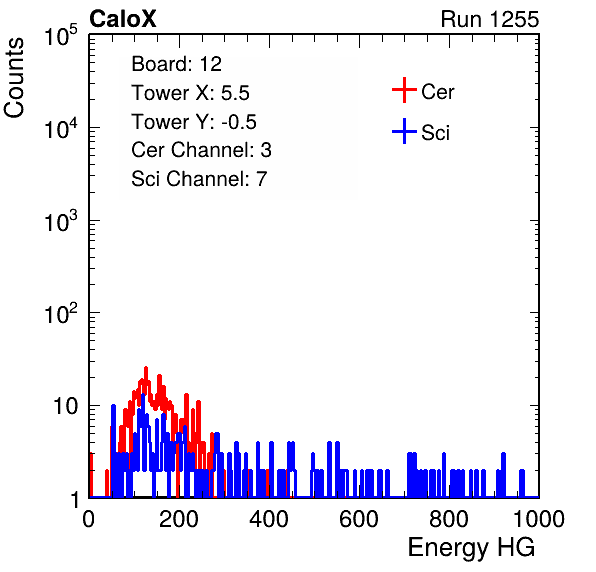 CaloX Run 1255
10^5
Board: 12
Tower X: 5.5
Tower Y: -0.5
Cer Channel: 3
Sci Channel: 7
Cer
Sci
Counts
10^4
10^3
10^2
10
1
0 200 400 600 800 1000
Energy HG